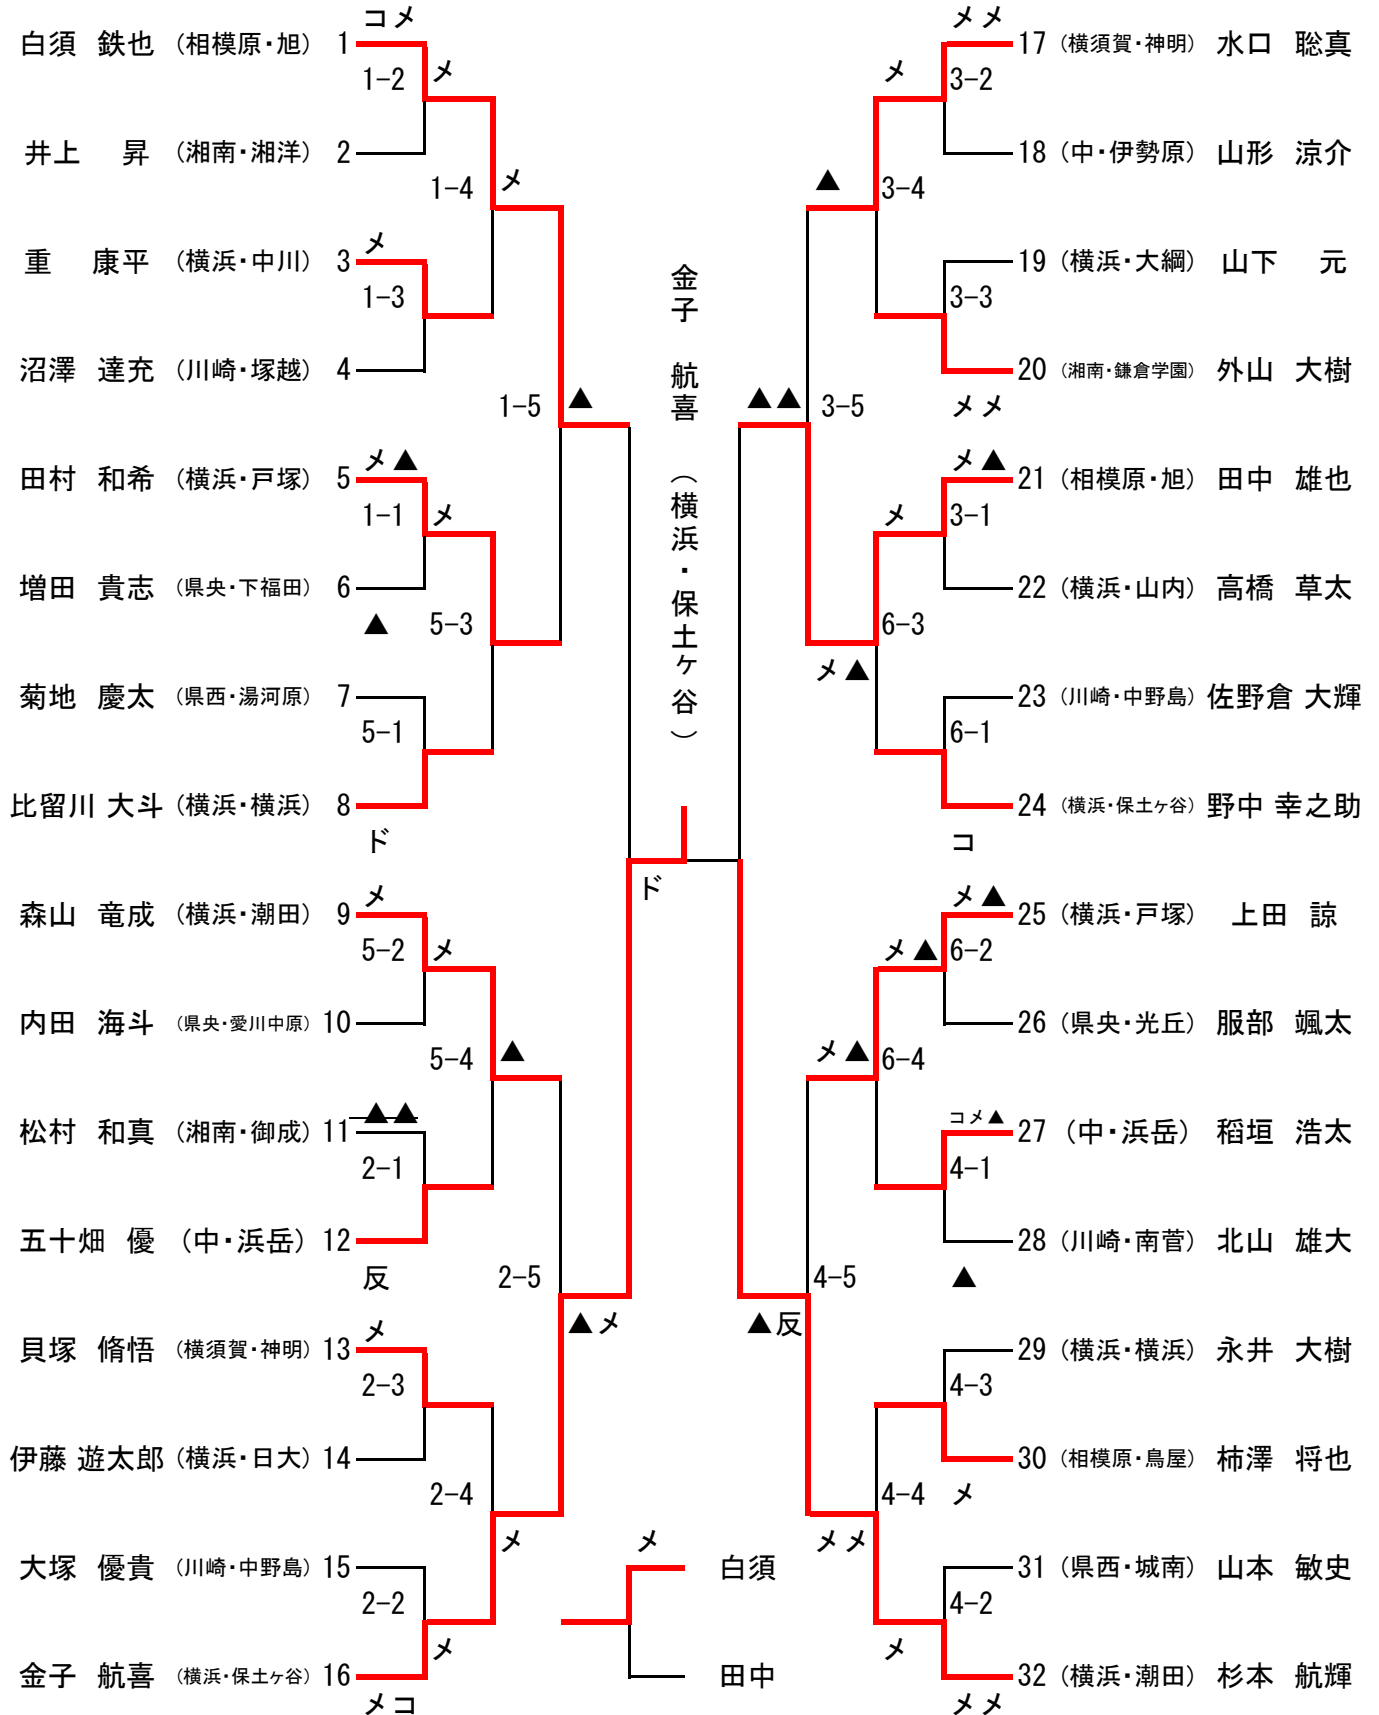 コメ
白須 鉄也 (相模原・旭) 1
1-2
メ
井上 昇 (湘南・湘洋) 2
1-4
メ
メ
重 康平 (横浜・中川) 3
1-3
沼澤 達充 (川崎・塚越) 4
1-5
▲
メ▲
田村 和希 (横浜・戸塚) 5
1-1
メ
増田 貴志 (県央・下福田) 6
▲
5-3
菊地 慶太 (県西・湯河原) 7
5-1
比留川 大斗 (横浜・横浜) 8
ド
メ
森山 竜成 (横浜・潮田) 9
5-2
メ
内田 海斗 (県央・愛川中原) 10
5-4
▲
▲▲
松村 和真 (湘南・御成) 11
2-1
五十畑 優 (中・浜岳) 12
反
2-5
▲メ
メ
貝塚 脩悟 (横須賀・神明) 13
2-3
伊藤 遊太郎 (横浜・日大) 14
2-4
メ
大塚 優貴 (川崎・中野島) 15
2-2
メ
金子 航喜 (横浜・保土ヶ谷) 16
メコ
金子 航喜 (横浜・保土ヶ谷)
ド
メ
白須
田中
メメ
17 (横須賀・神明) 水口 聡真
メ
3-2
18 (中・伊勢原) 山形 涼介
▲
3-4
19 (横浜・大綱) 山下 元
3-3
20 (湘南・鎌倉学園) 外山 大樹
メメ
▲▲
3-5
メ▲
21 (相模原・旭) 田中 雄也
メ
3-1
22 (横浜・山内) 高橋 草太
6-3
メ▲
23 (川崎・中野島) 佐野倉 大輝
6-1
24 (横浜・保土ヶ谷) 野中 幸之助
コ
メ▲
25 (横浜・戸塚) 上田 諒
メ▲
6-2
26 (県央・光丘) 服部 颯太
メ▲
6-4
コメ▲
27 (中・浜岳) 稲垣 浩太
4-1
28 (川崎・南菅) 北山 雄大
▲
4-5
▲反
29 (横浜・横浜) 永井 大樹
4-3
30 (相模原・鳥屋) 柿澤 将也
メ
4-4
メメ
31 (県西・城南) 山本 敏史
4-2
メ
32 (横浜・潮田) 杉本 航輝
メメ